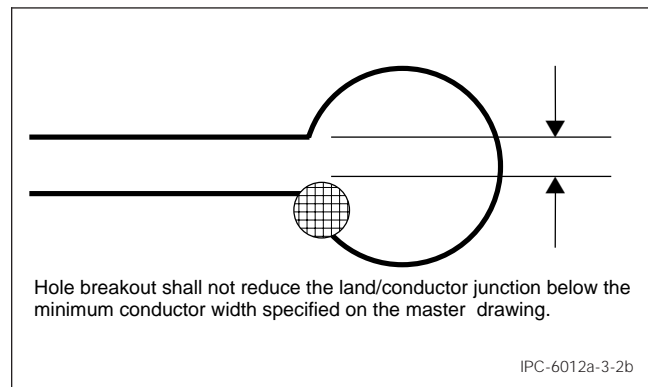 Hole breakout shall not reduce the land/conductor junction below the
minimum conductor width specified on the master drawing.
IPC-6012a-3-2b